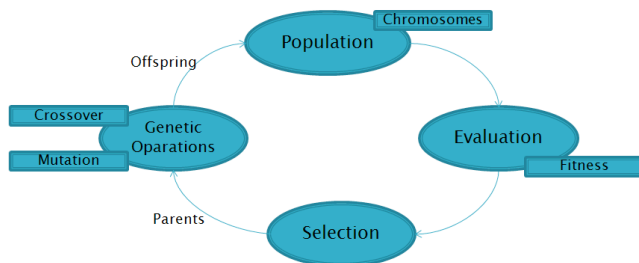 Chromosomes
Population
Offspring
Crossover
Genetic
Oparations
Mutation
Evaluation
Fitness
Parents
Selection